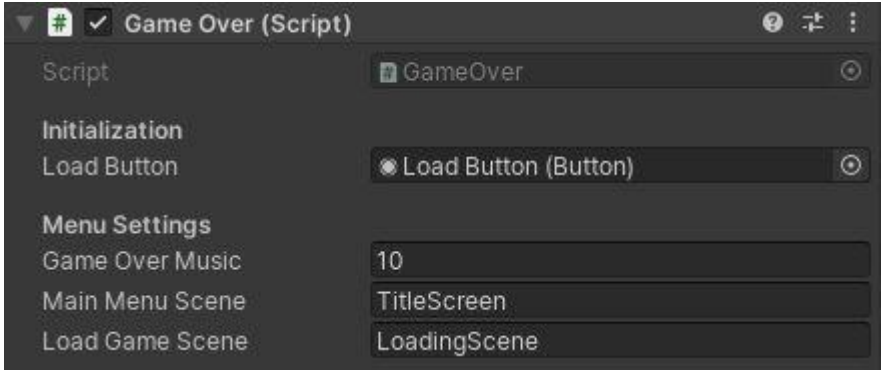 Game Over (Script)
Script GameOver
Initialization
Load Button Load Button (Button)
Menu Settings
Game Over Music 10
Main Menu Scene TitleScreen
Load Game Scene LoadingScene